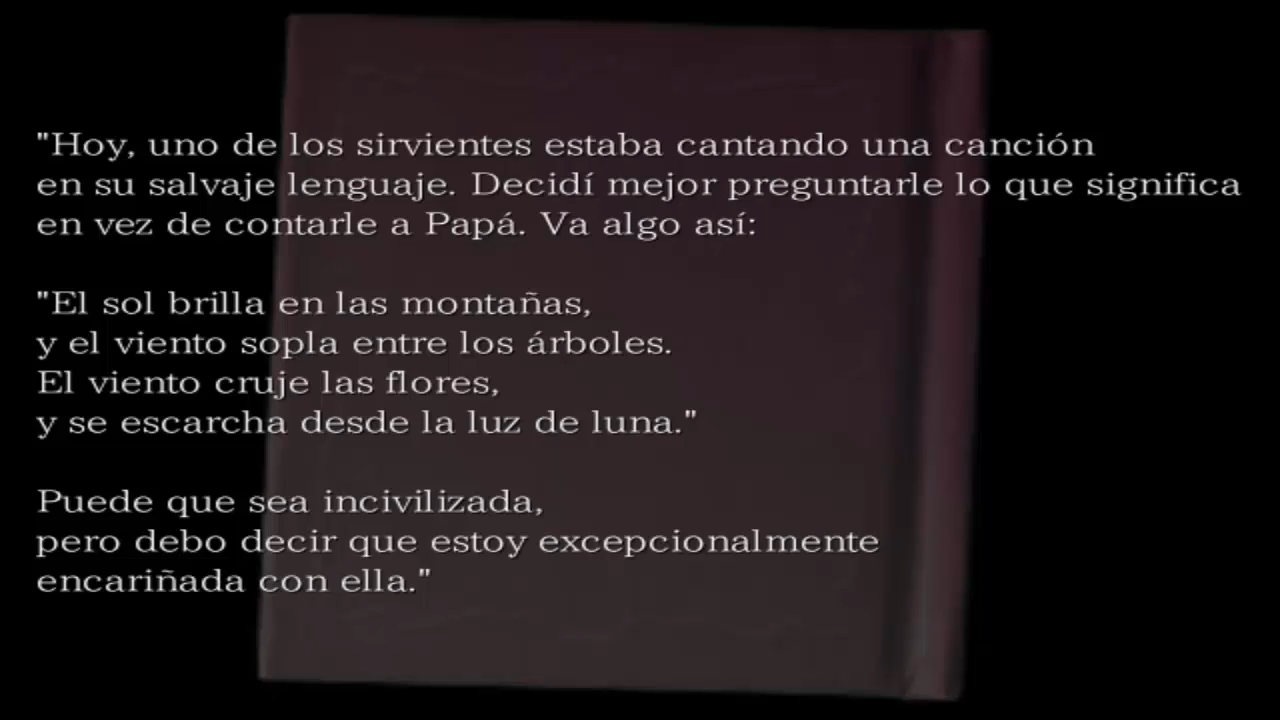 "Hoy, uno de los sirvientes estaba cantando una canción
en su salvaje lenguaje. Decidí mejor preguntarle lo que significa
en vez de contarle a Papá. Va algo así:
"El sol brilla en las montañas,
y el viento sopla entre los árboles.
El viento cruje las flores,
y se escarcha desde la luz de luna."
Puede que sea incivilizada,
pero debo decir que estoy excepcionalmente
encariñada con ella."